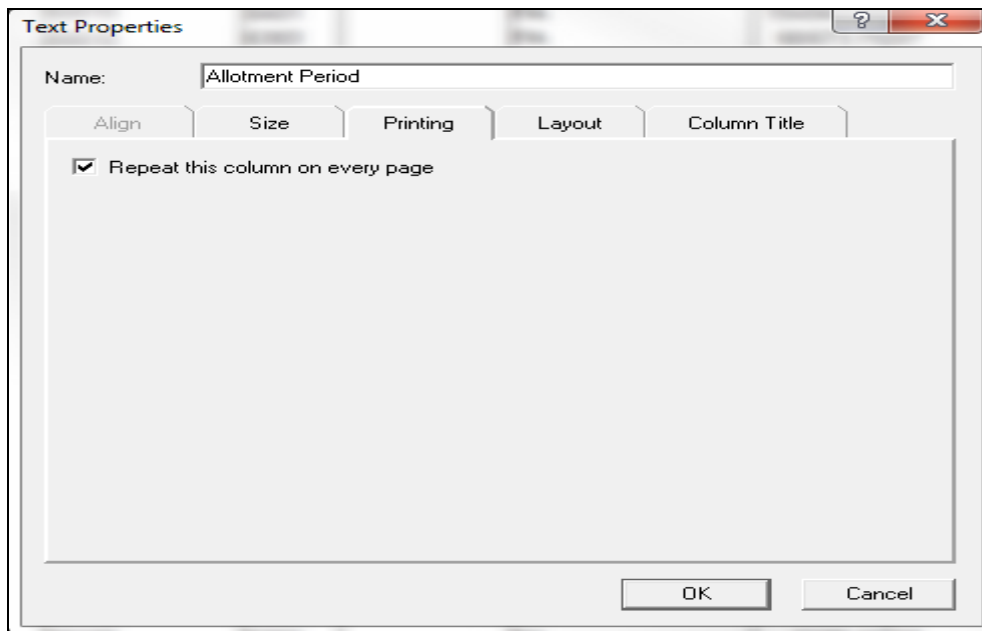 Text Properties
Name: Allotment Period
Align Size Printing Layout Column Title
Repeat this column on every page
OK Cancel